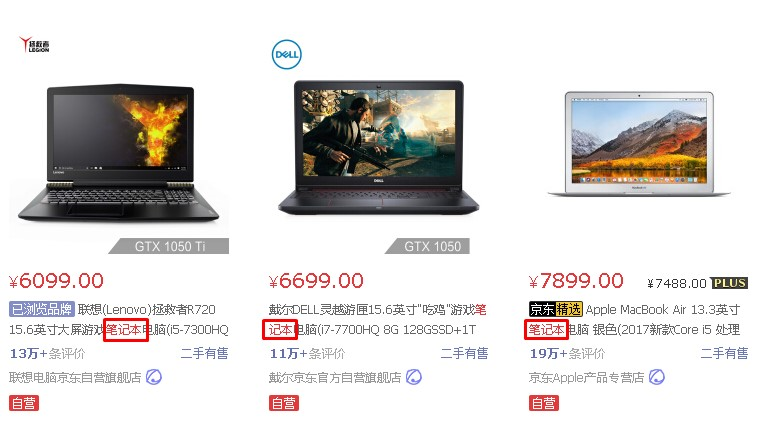 拯救者
LEGION
GTX 1050 Ti
¥6099.00
已浏览品牌 联想(Lenovo)拯救者R720
15.6英寸大屏游戏笔记本电脑(i5-7300HQ
13万+条评价 二手有售
联想电脑京东自营旗舰店
自营
DELL
DELL
GTX 1050
¥6699.00
戴尔DELL灵越游匣15.6英寸"吃鸡"游戏笔
记本电脑(i7-7700HQ 8G 128GSSD+1T
11万+条评价 二手有售
戴尔京东自营官方旗舰店
自营
¥7899.00 ¥7488.00 PLUS
京东精选 Apple MacBook Air 13.3英寸
笔记本电脑 银色(2017新款Core i5 处理
19万+条评价 二手有售
京东Apple产品专营店
自营